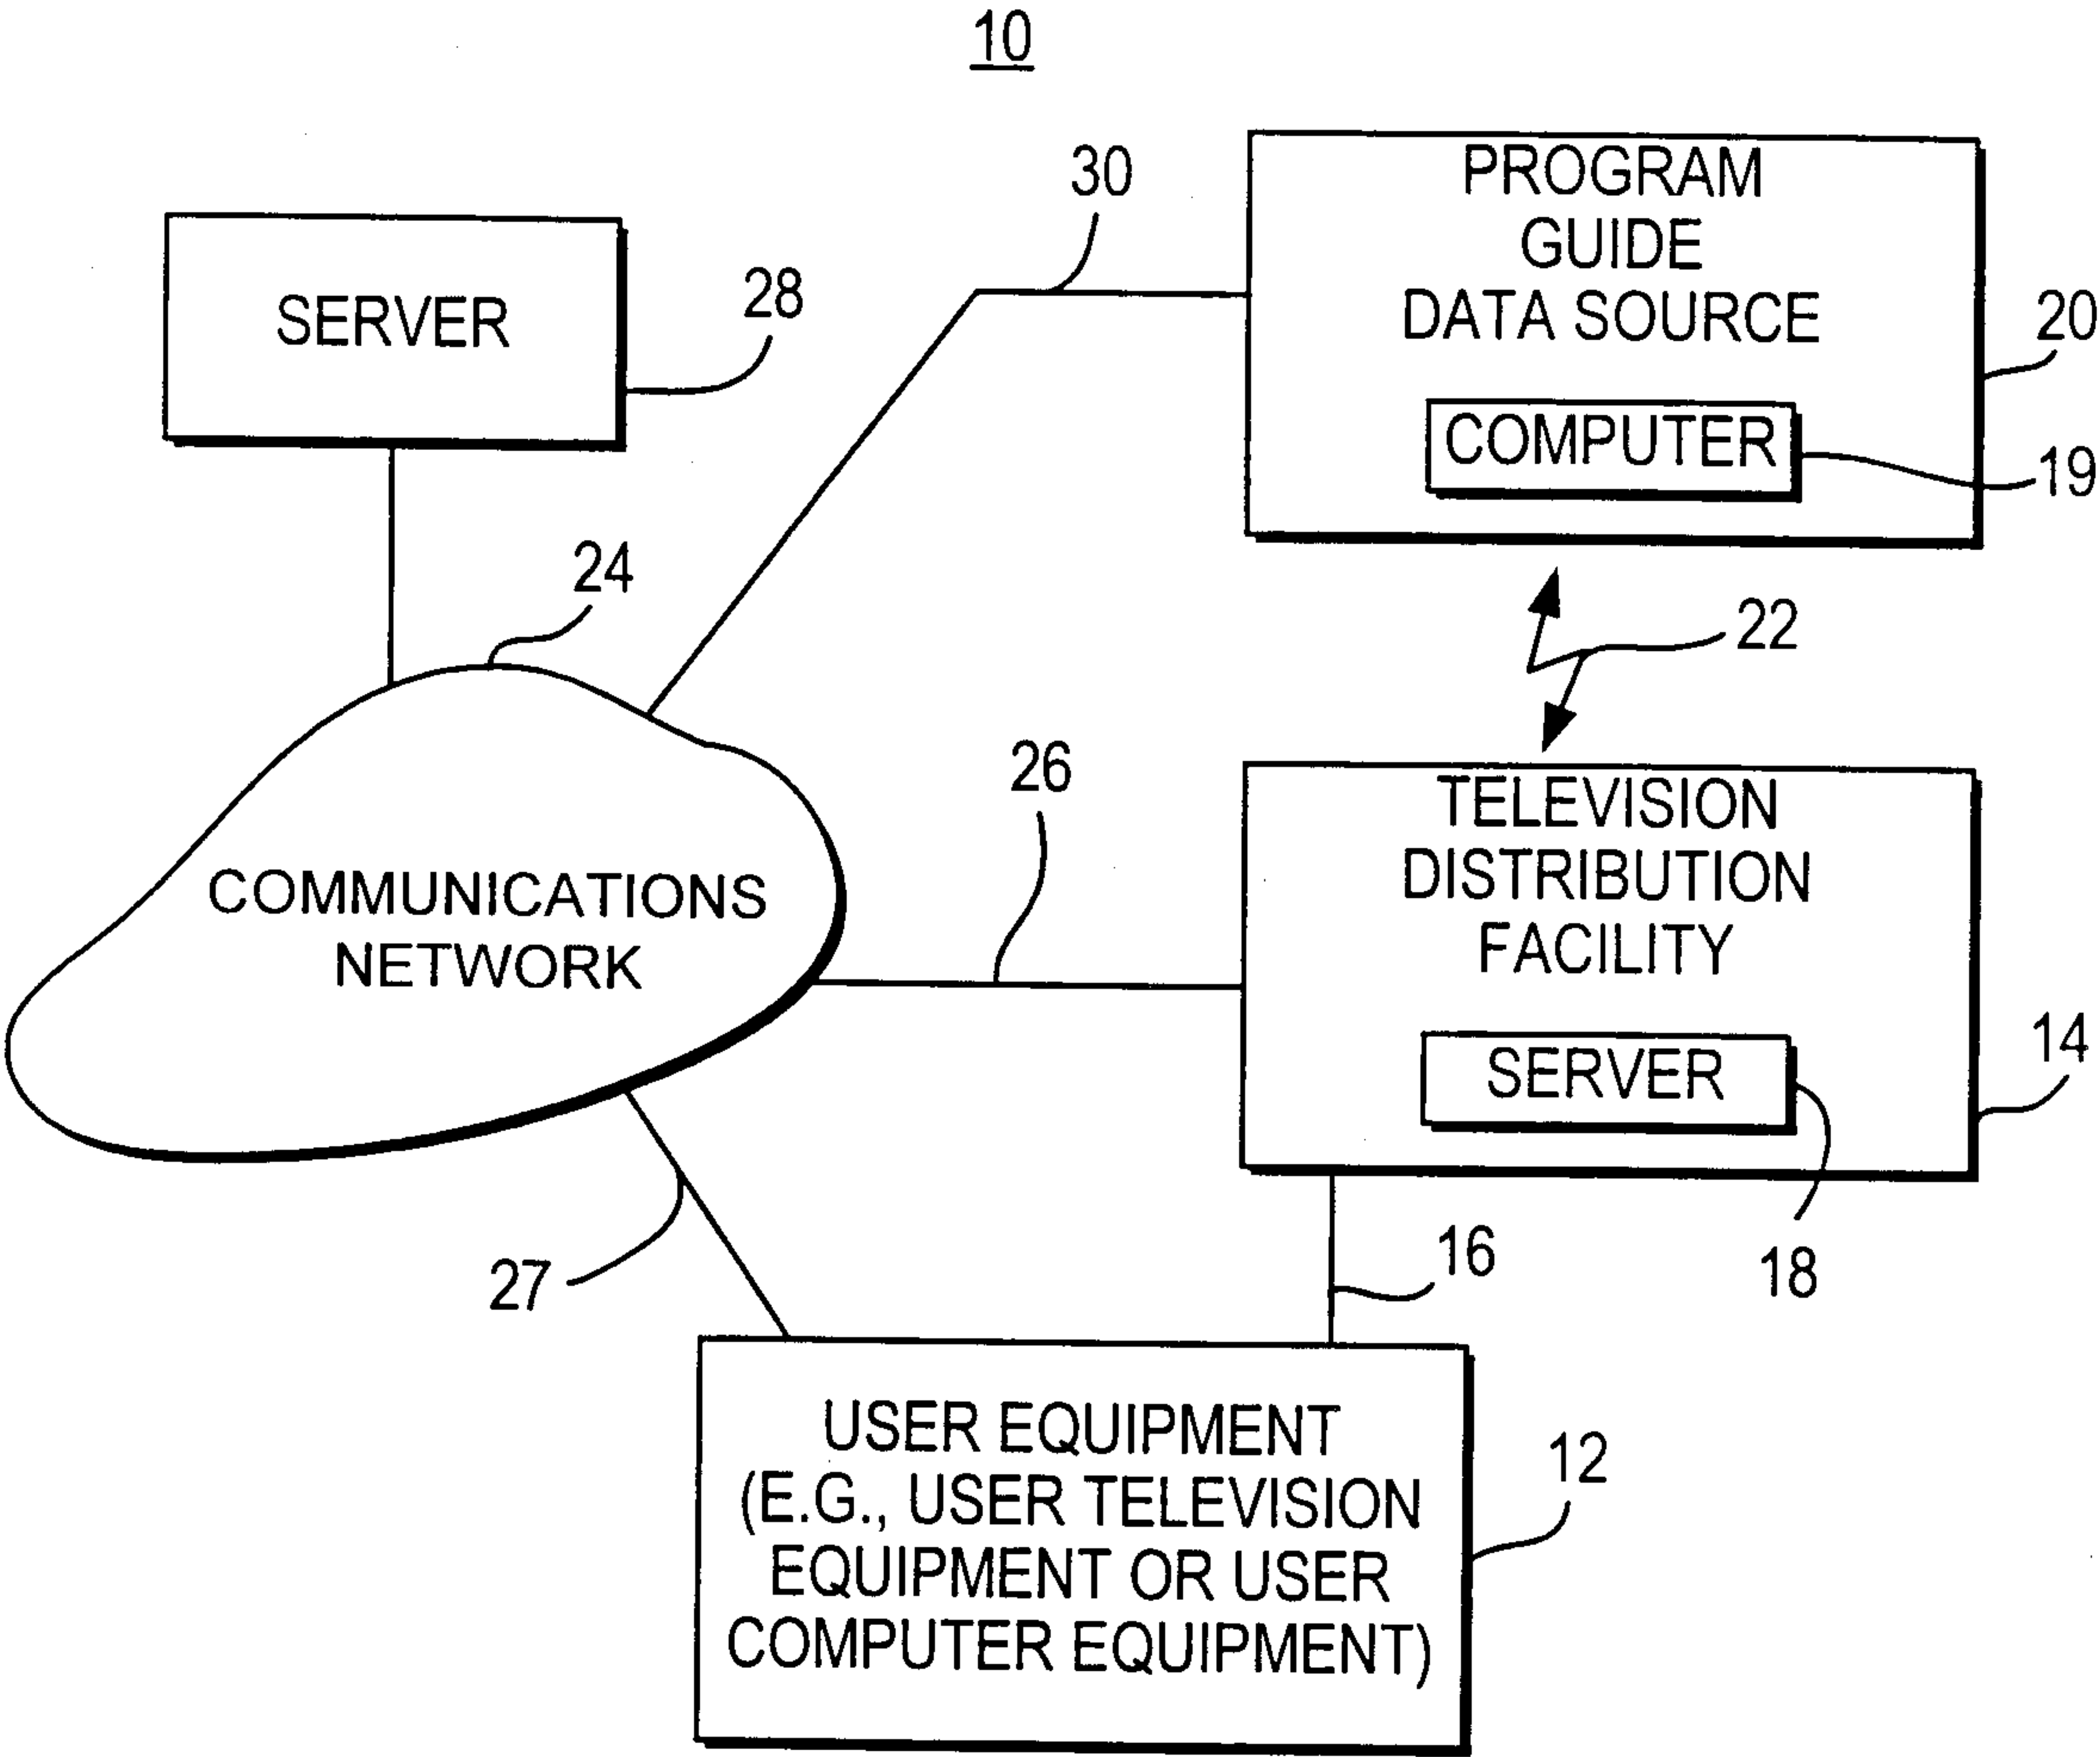 10
30
PROGRAM
GUIDE
DATA SOURCE
20
COMPUTER
19
SERVER
28
24
22
COMMUNICATIONS
NETWORK
26
TELEVISION
DISTRIBUTION
FACILITY
SERVER
14
18
16
27
USER EQUIPMENT
(E.G., USER TELEVISION
EQUIPMENT OR USER
COMPUTER EQUIPMENT)
12